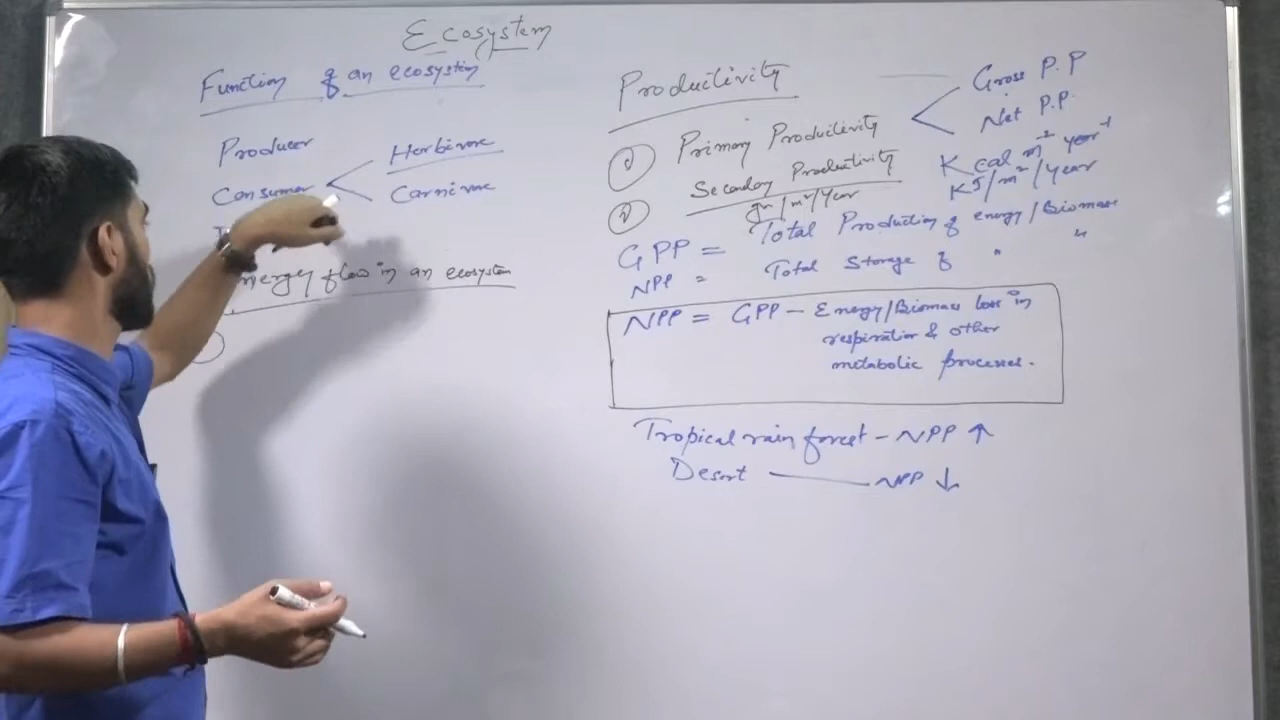 Ecosystem
Function of an ecosystem
Producer
Consumer
Herbivore
Carnivore
energy flow in an ecosystem
Productivity
Gross P.P
Net P.P.
1 Primary Productivity
K cal m⁻² year⁻¹
KJ/m²/year
Secondary Productivity
gm/m²/year
GPP = Total Production of energy/Biomass
NPP = Total Storage of " "
NPP = GPP - Energy/Biomass loss in
respiration & other
metabolic processes.
Tropical rain forest - NPP ↑
Desert — NPP ↓